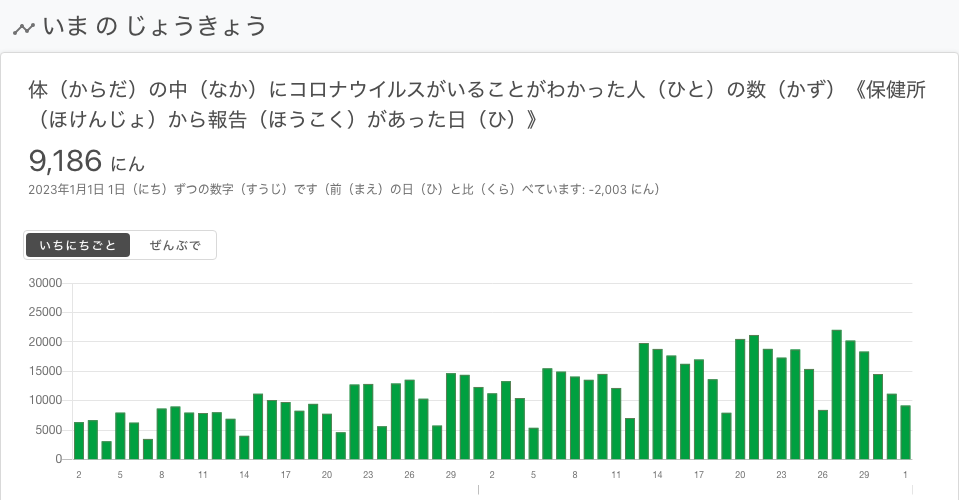 いま の じょうきょう
体（からだ）の中（なか）にコロナウイルスがいることがわかった人（ひと）の数（かず）《保健所
（ほけんじょ）から報告（ほうこく）があった日（ひ）》
9,186 にん
2023年1月1日 1日（にち）ずつの数字（すうじ）です（前（まえ）の日（ひ）と比（くら）べています: -2,003 にん）
いちにちごと ぜんぶで
30000
25000
20000
15000
10000
5000
0
2 5 8 11 14 17 20 23 26 29 2 5 8 11 14 17 20 23 26 29 1